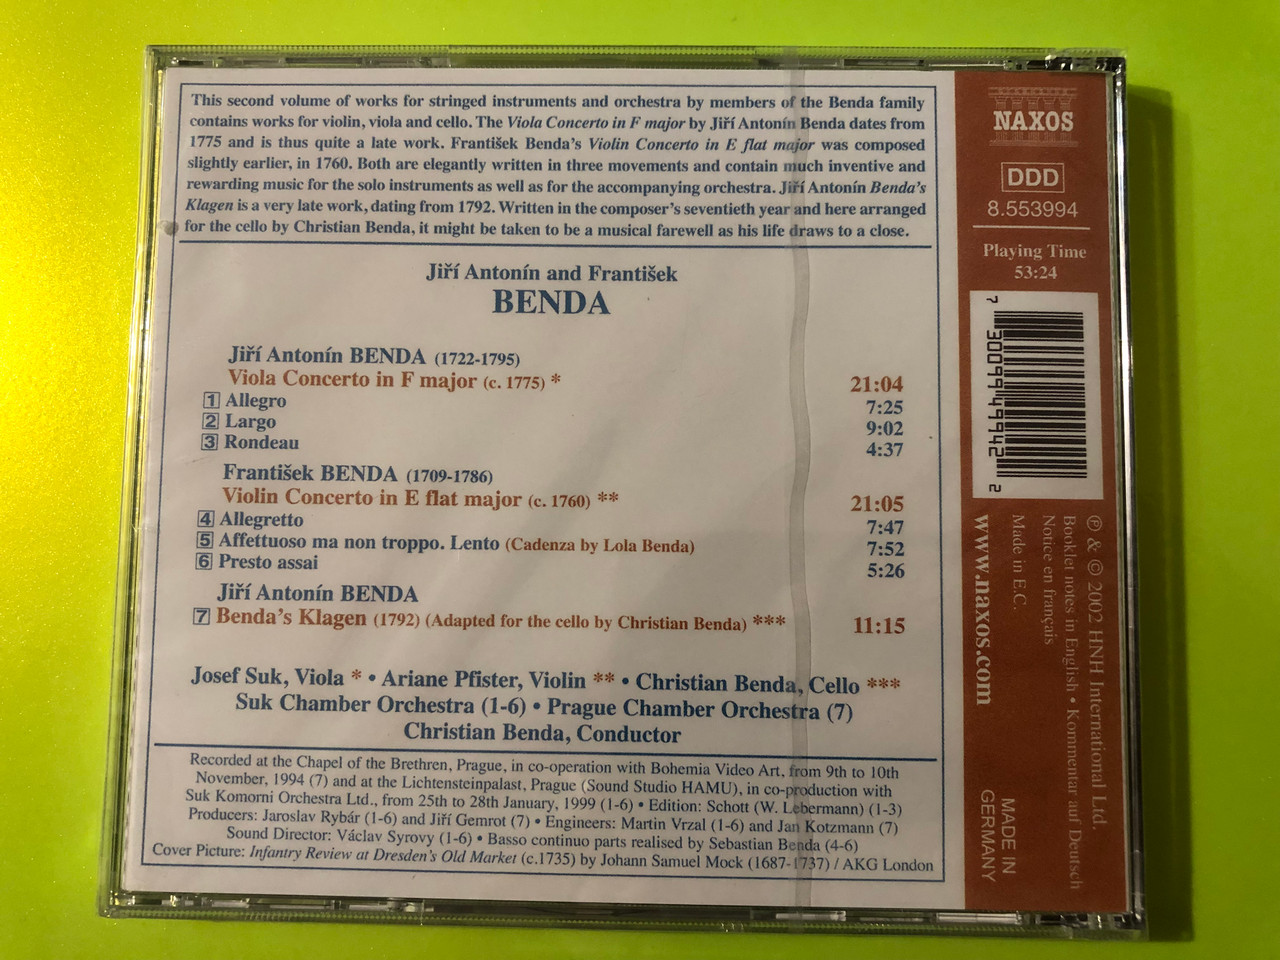 This second volume of works for stringed instruments and orchestra by members of the Benda family
contains works for violin, viola and cello. The Viola Concerto in F major by Jiří Antonín Benda dates from
1775 and is thus quite a late work. František Benda's Violin Concerto in E flat major was composed
slightly earlier, in 1760. Both are elegantly written in three movements and contain much inventive and
rewarding music for the solo instruments as well as for the accompanying orchestra. Jiří Antonín Benda's
Klagen is a very late work, dating from 1792. Written in the composer's seventieth year and here arranged
for the cello by Christian Benda, it might be taken to be a musical farewell as his life draws to a close.
Jiří Antonín and František
BENDA
Jiří Antonín BENDA (1722-1795)
Viola Concerto in F major (c. 1775) * 21:04
1 Allegro 7:25
2 Largo 9:02
3 Rondeau 4:37
František BENDA (1709-1786)
Violin Concerto in E flat major (c. 1760) ** 21:05
4 Allegretto 7:47
5 Affettuoso ma non troppo. Lento (Cadenza by Lola Benda) 7:52
6 Presto assai 5:26
Jiří Antonín BENDA
7 Benda's Klagen (1792) (Adapted for the cello by Christian Benda) *** 11:15
Josef Suk, Viola * • Ariane Pfister, Violin ** • Christian Benda, Cello ***
Suk Chamber Orchestra (1-6) • Prague Chamber Orchestra (7)
Christian Benda, Conductor
Recorded at the Chapel of the Brethren, Prague, in co-operation with Bohemia Video Art, from 9th to 10th
November, 1994 (7) and at the Lichtensteinpalast, Prague (Sound Studio HAMU), in co-production with
Suk Komorni Orchestra Ltd., from 25th to 28th January, 1999 (1-6) • Edition: Schott (W. Lebermann) (1-3)
Producers: Jaroslav Rybár (1-6) and Jiří Gemrot (7) • Engineers: Martin Vrzal (1-6) and Jan Kotzmann (7)
Sound Director: Václav Syrovy (1-6) • Basso continuo parts realised by Sebastian Benda (4-6)
Cover Picture: Infantry Review at Dresden's Old Market (c.1735) by Johann Samuel Mock (1687-1737) / AKG London
NAXOS
DDD
8.553994
Playing Time
53:24
7 30099 49942 2
℗ & © 2002 HNH International Ltd.
Booklet notes in English • Kommentar auf Deutsch
Notice en français
Made in E.C.
www.naxos.com
MADE IN
GERMANY